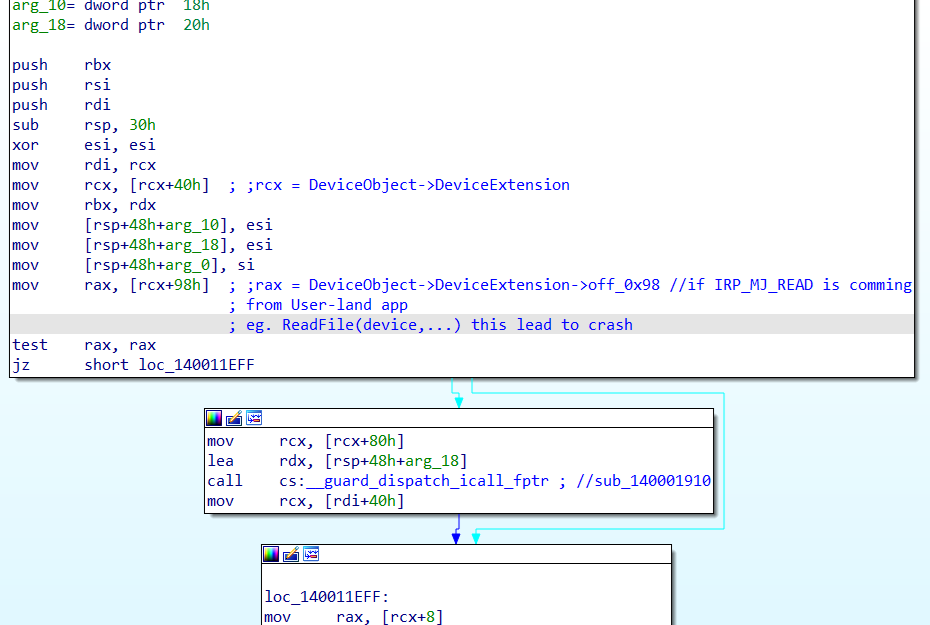 arg_10= dword ptr  18h
arg_18= dword ptr  20h
push    rbx
push    rsi
push    rdi
sub     rsp, 30h
xor     esi, esi
mov     rdi, rcx
mov     rcx, [rcx+40h]  ; ;rcx = DeviceObject->DeviceExtension
mov     rbx, rdx
mov     [rsp+48h+arg_10], esi
mov     [rsp+48h+arg_18], esi
mov     [rsp+48h+arg_0], si
mov     rax, [rcx+98h]  ; ;rax = DeviceObject->DeviceExtension->off_0x98 //if IRP_MJ_READ is comming
; from User-land app
; eg. ReadFile(device,...) this lead to crash
test    rax, rax
jz      short loc_140011EFF
mov     rcx, [rcx+80h]
lea     rdx, [rsp+48h+arg_18]
call    cs:__guard_dispatch_icall_fptr ; //sub_140001910
mov     rcx, [rdi+40h]
loc_140011EFF:
mov     rax, [rcx+8]